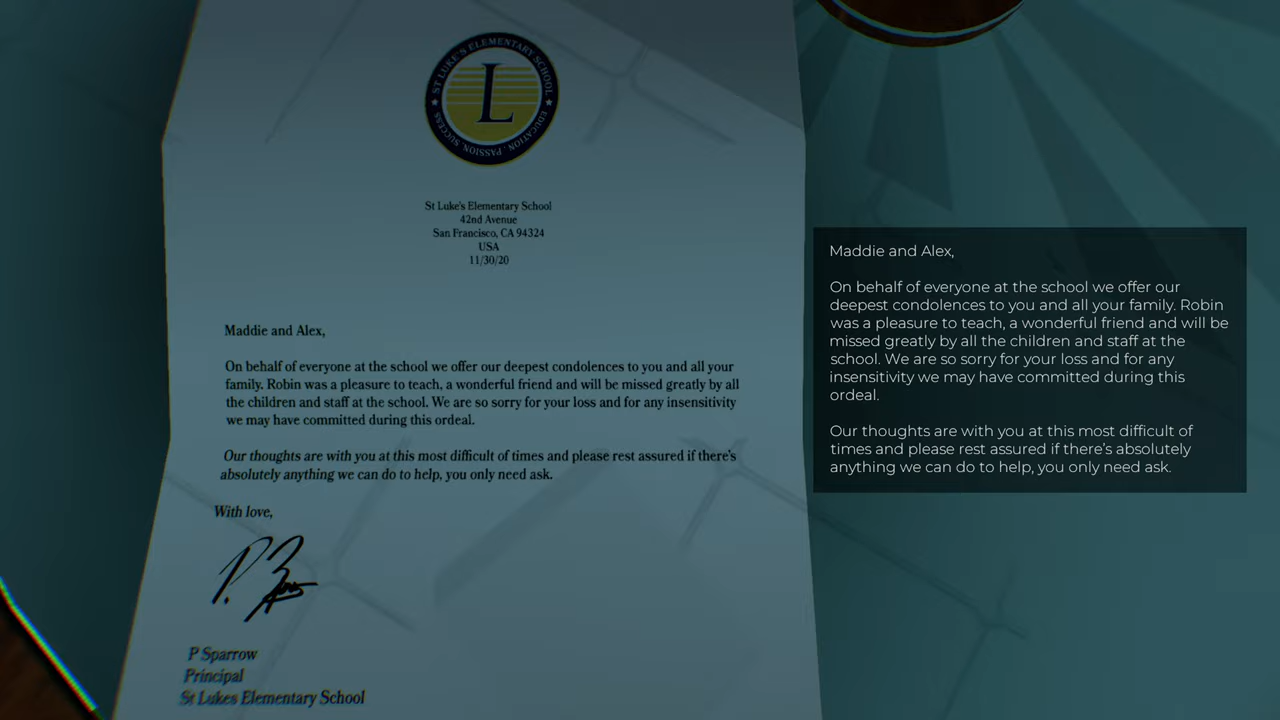 ST LUKE'S ELEMENTARY SCHOOL
L
EDUCATION, PASSION, SUCCESS
St Luke's Elementary School
42nd Avenue
San Francisco, CA 94324
USA
11/30/20
Maddie and Alex,
On behalf of everyone at the school we offer our deepest condolences to you and all your
family. Robin was a pleasure to teach, a wonderful friend and will be missed greatly by all
the children and staff at the school. We are so sorry for your loss and for any insensitivity
we may have committed during this ordeal.
Our thoughts are with you at this most difficult of times and please rest assured if there's
absolutely anything we can do to help, you only need ask.
With love,
P Sparrow
Principal
St Lukes Elementary School
Maddie and Alex,
On behalf of everyone at the school we offer our
deepest condolences to you and all your family. Robin
was a pleasure to teach, a wonderful friend and will be
missed greatly by all the children and staff at the
school. We are so sorry for your loss and for any
insensitivity we may have committed during this
ordeal.
Our thoughts are with you at this most difficult of
times and please rest assured if there's absolutely
anything we can do to help, you only need ask.